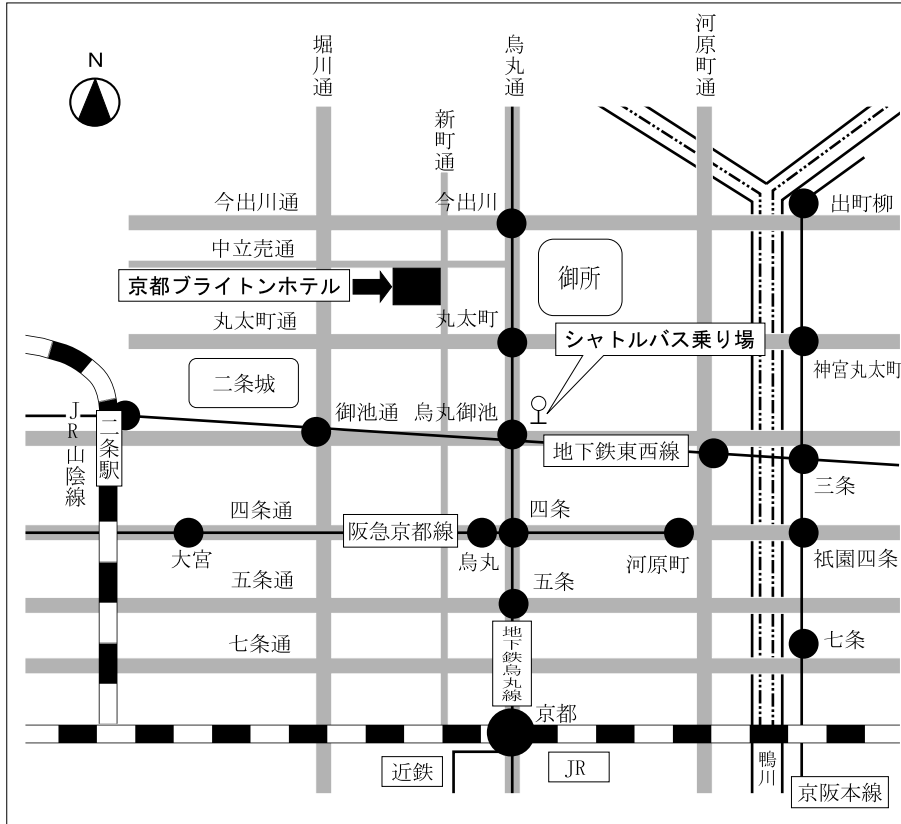 堀川通
烏丸通
河原町通
N
新町通
今出川通
今出川
出町柳
中立売通
御所
京都ブライトンホテル
丸太町通
丸太町
シャトルバス乗り場
神宮丸太町
二条城
御池通
烏丸御池
JR山陰線
二条駅
地下鉄東西線
三条
四条通
阪急京都線
四条
大宮
烏丸
河原町
祇園四条
五条通
五条
七条通
地下鉄烏丸線
七条
京都
近鉄
JR
鴨川
京阪本線